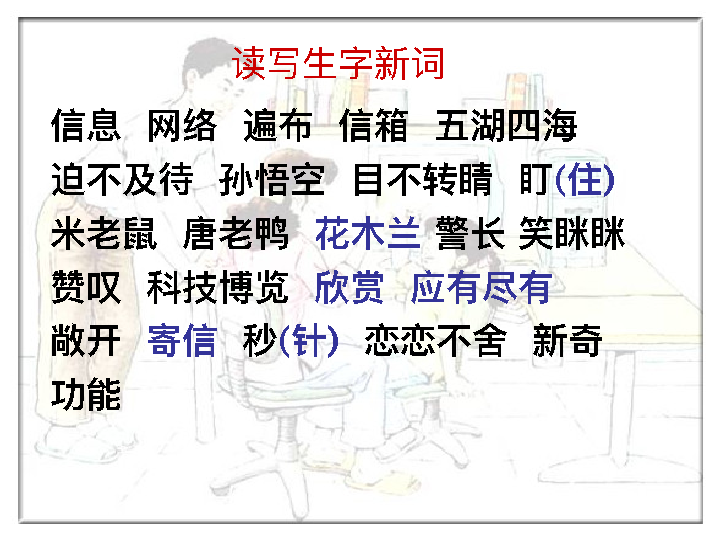 读写生字新词
信息 网络 遍布 信箱 五湖四海
迫不及待 孙悟空 目不转睛 盯(住)
米老鼠 唐老鸭 花木兰 警长 笑眯眯
赞叹 科技博览 欣赏 应有尽有
敞开 寄信 秒(针) 恋恋不舍 新奇
功能